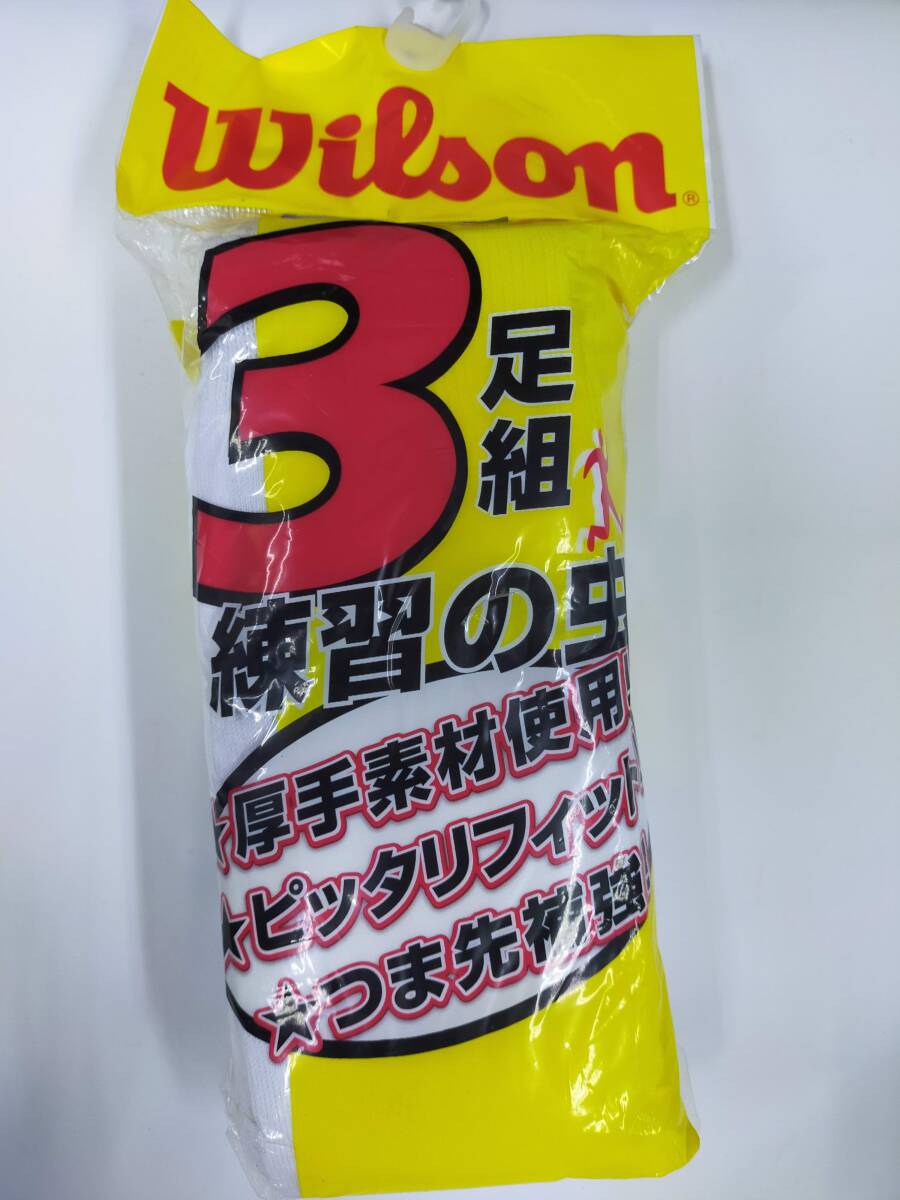 Wilson®
3足組
練習の虫
★厚手素材使用!
★ピッタリフィット
★つま先補強!